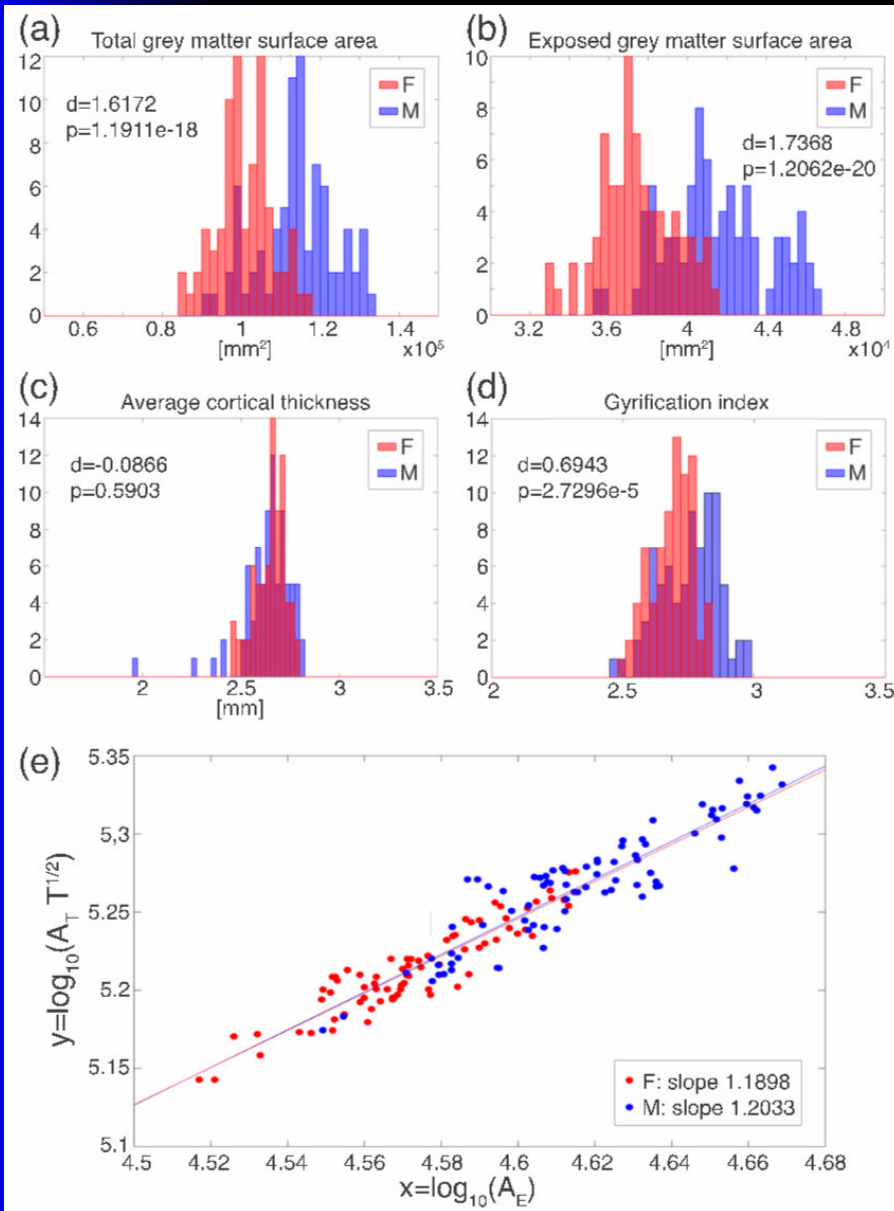 (a)
Total grey matter surface area
12
10
8
6
4
2
0
d=1.6172
p=1.1911e-18
F
M
0.6
0.8
1
1.2
1.4
[mm²]
x10⁵
(b)
Exposed grey matter surface area
10
8
6
4
2
0
F
M
d=1.7368
p=1.2062e-20
3.2
3.6
4
4.4
4.8
[mm²]
x10⁴
(c)
Average cortical thickness
14
12
10
8
6
4
2
0
d=-0.0866
p=0.5903
F
M
2
2.5
3
3.5
[mm]
(d)
Gyrification index
14
12
10
8
6
4
2
0
d=0.6943
p=2.7296e-5
F
M
2
2.5
3
3.5
(e)
5.35
5,3
5.25
5.2
5.15
5.1
y=log₁₀(A_T T^1/2)
F: slope 1.1898
M: slope 1.2033
4.5
4.52
4.54
4.56
4.58
4.6
4.62
4.64
4.66
4.68
x=log₁₀(A_E)